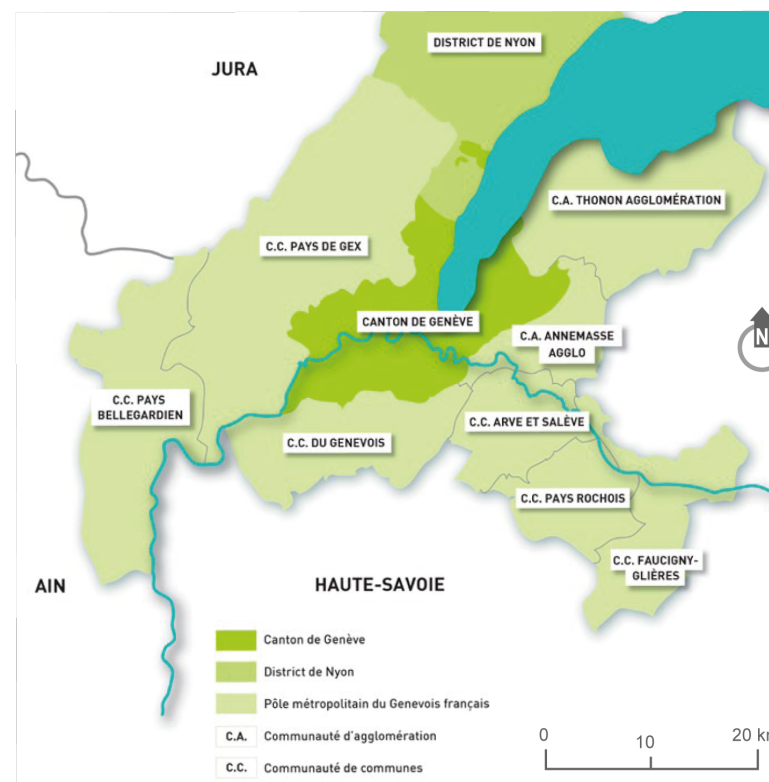 DISTRICT DE NYON
JURA
C.A. THONON AGGLOMÉRATION
C.C. PAYS DE GEX
CANTON DE GENÈVE
N
C.A. ANNEMASSE
AGGLO
C.C. PAYS
BELLEGARDIEN
C.C. DU GENEVOIS
C.C. ARVE ET SALÈVE
C.C. PAYS ROCHOIS
C.C. FAUCIGNY-
GLIÈRES
AIN
HAUTE-SAVOIE
Canton de Genève
District de Nyon
Pôle métropolitain du Genevois français
C.A. Communauté d'agglomération
C.C. Communauté de communes
0 10 20 km